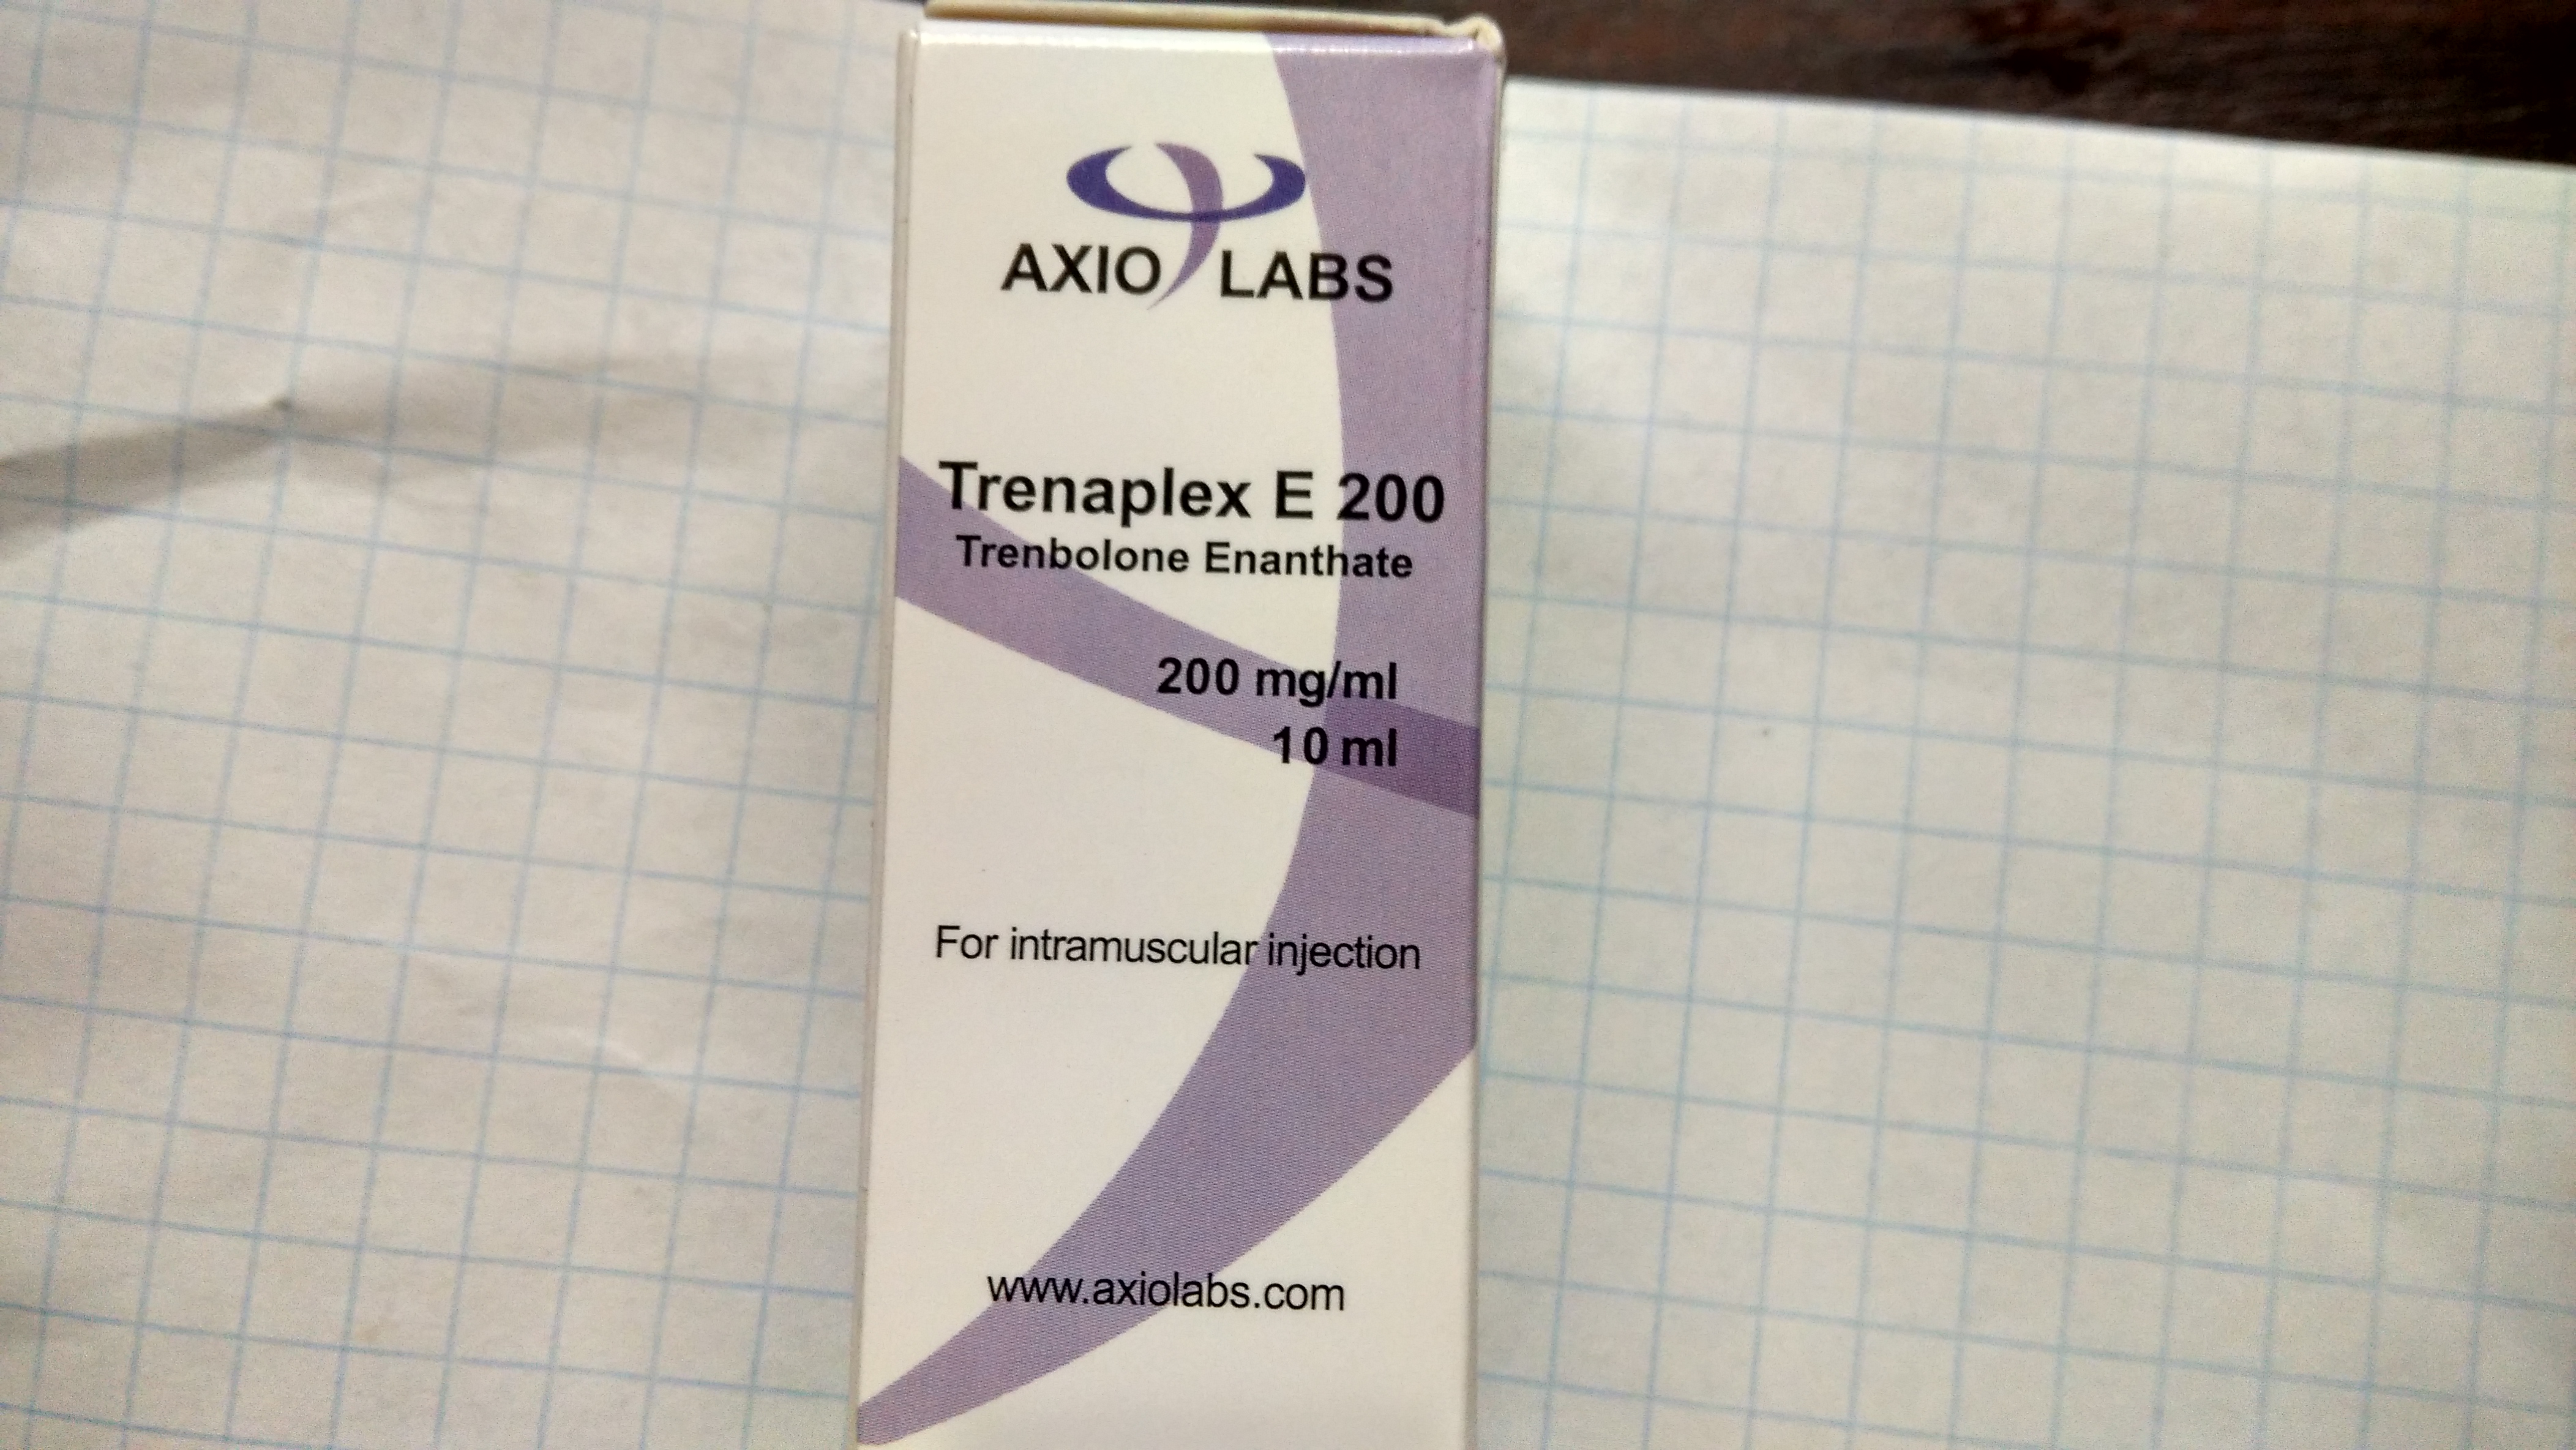 AXIO LABS
Trenaplex E 200
Trenbolone Enanthate
200 mg/ml
10 ml
For intramuscular injection
www.axiolabs.com